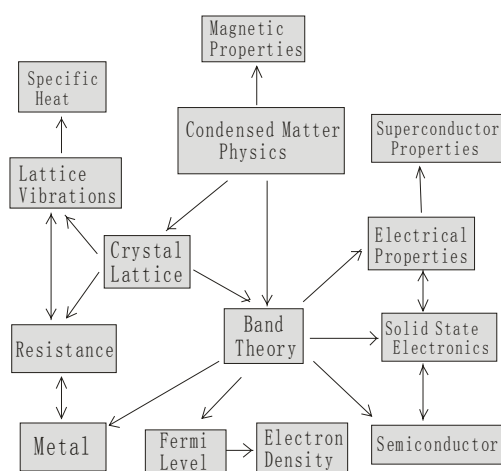 Magnetic
Properties
Specific
Heat
Condensed Matter
Physics
Superconductor
Properties
Lattice
Vibrations
Crystal
Lattice
Electrical
Properties
Band
Theory
Solid State
Electronics
Resistance
Metal
Fermi
Level
Electron
Density
Semiconductor